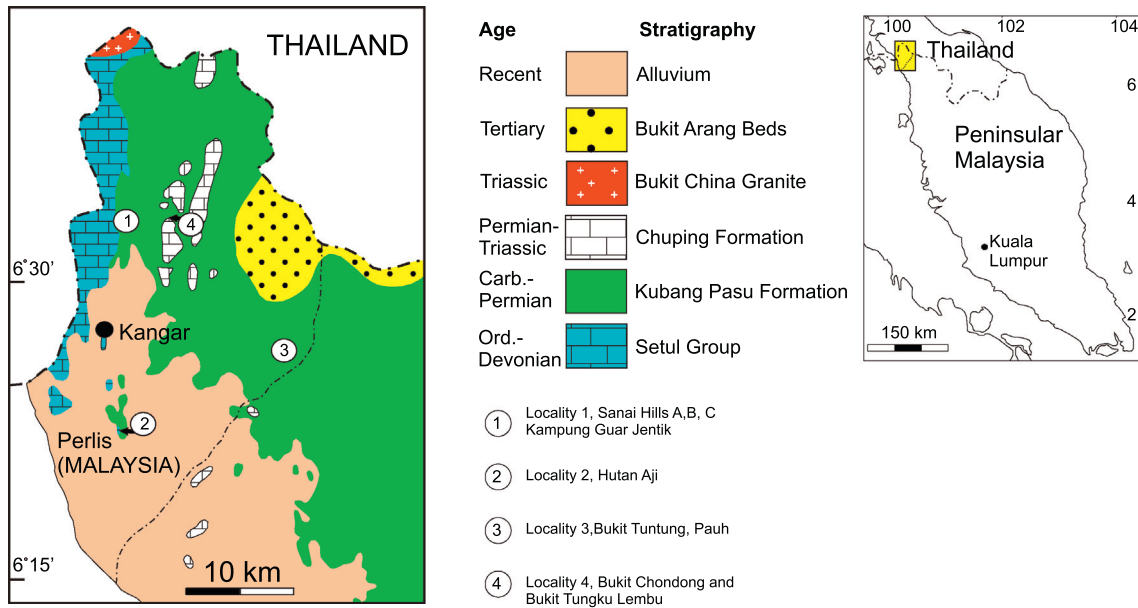 THAILAND
1
4
6°30'
Kangar
3
2
Perlis
(MALAYSIA)
6°15'
10 km
Age Stratigraphy
Recent Alluvium
Tertiary Bukit Arang Beds
Triassic Bukit China Granite
Permian-
Triassic Chuping Formation
Carb.-
Permian Kubang Pasu Formation
Ord.-
Devonian Setul Group
1 Locality 1, Sanai Hills A,B, C
Kampung Guar Jentik
2 Locality 2, Hutan Aji
3 Locality 3,Bukit Tuntung, Pauh
4 Locality 4, Bukit Chondong and
Bukit Tungku Lembu
100 102 104
Thailand
6
Peninsular
Malaysia
4
Kuala
Lumpur
2
150 km